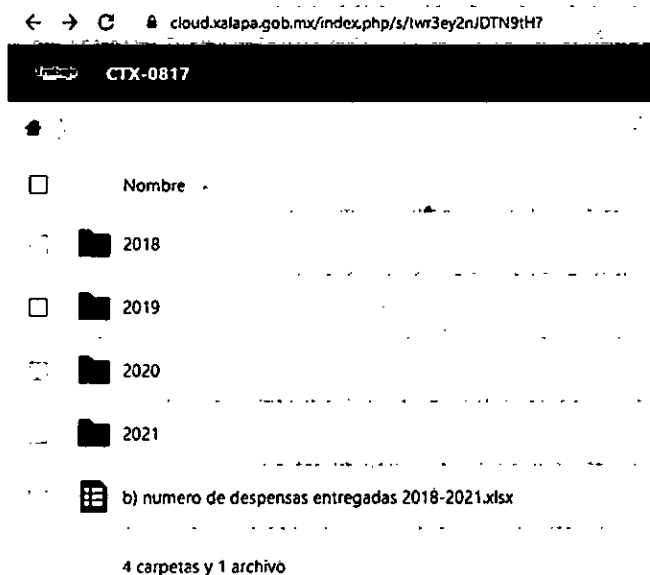 cloud.xalapa.gob.mx/index.php/s/twr3ey2nJDTN9tH?
CTX-0817
Nombre
2018
2019
2020
2021
b) numero de despensas entregadas 2018-2021.xlsx
4 carpetas y 1 archivo